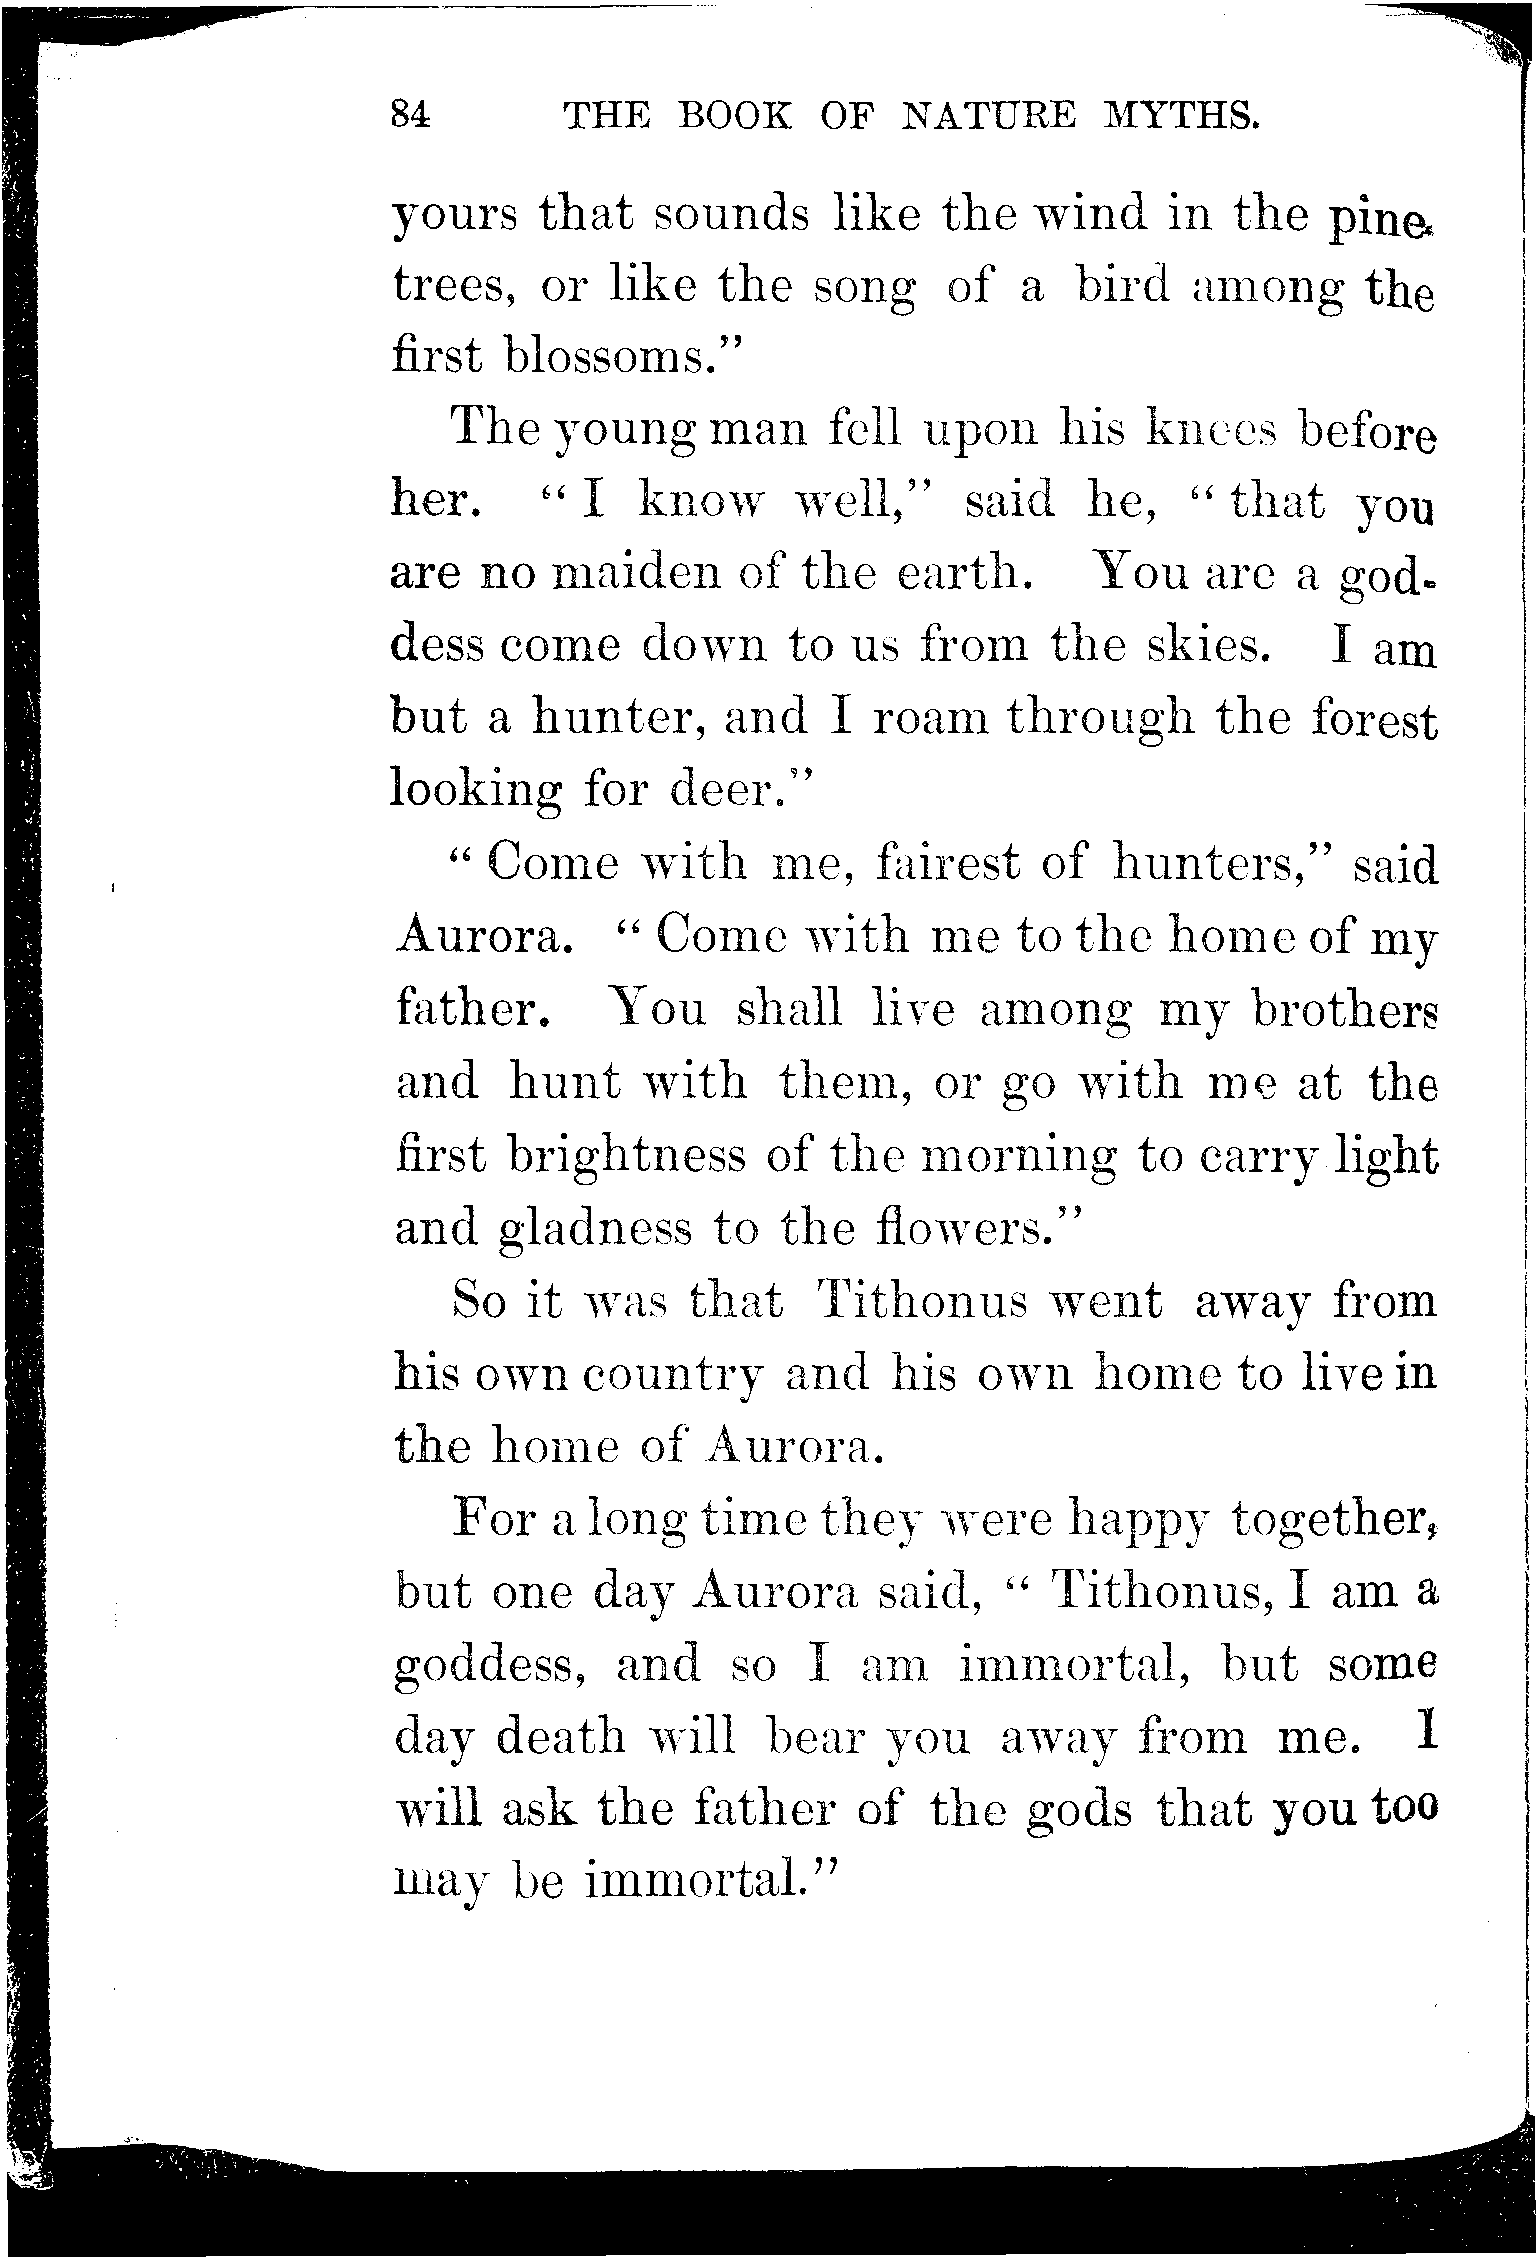 84 THE BOOK OF NATURE MYTHS.
yours that sounds like the wind in the pine
trees, or like the song of a bird among the
first blossoms."
The young man fell upon his knees before
her. "I know well," said he, "that you
are no maiden of the earth. You are a god-
dess come down to us from the skies. I am
but a hunter, and I roam through the forest
looking for deer."
"Come with me, fairest of hunters," said
Aurora. "Come with me to the home of my
father. You shall live among my brothers
and hunt with them, or go with me at the
first brightness of the morning to carry light
and gladness to the flowers."
So it was that Tithonus went away from
his own country and his own home to live in
the home of Aurora.
For a long time they were happy together,
but one day Aurora said, "Tithonus, I am a
goddess, and so I am immortal, but some
day death will bear you away from me. I
will ask the father of the gods that you too
may be immortal."